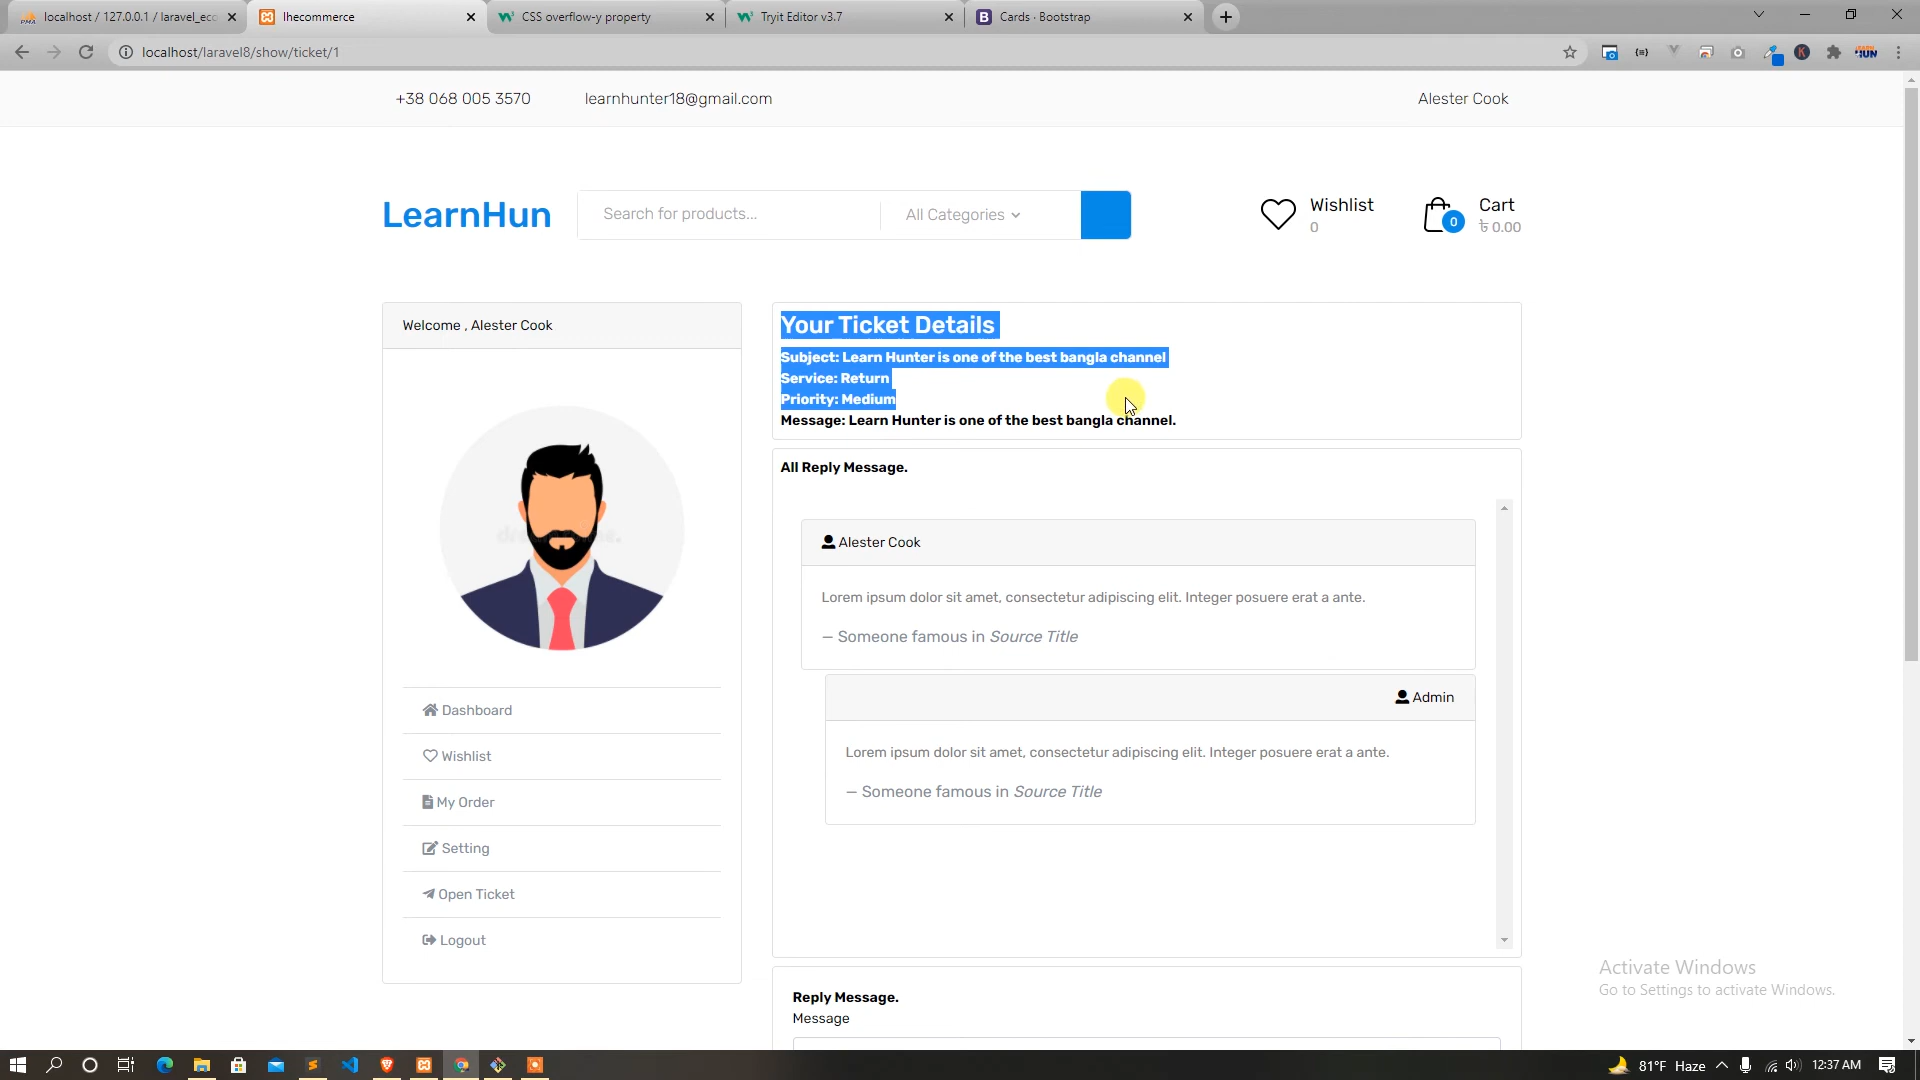 localhost / 127.0.0.1 / laravel_ecc
lhecommerce
CSS overflow-y property
Tryit Editor v3.7
Cards · Bootstrap
localhost/laravel8/show/ticket/1
+38 068 005 3570
learnhunter18@gmail.com
Alester Cook
LearnHun
Search for products...
All Categories
Wishlist
0
0
Cart
৳ 0.00
Welcome , Alester Cook
Dashboard
Wishlist
My Order
Setting
Open Ticket
Logout
Your Ticket Details
Subject: Learn Hunter is one of the best bangla channel
Service: Return
Priority: Medium
Message: Learn Hunter is one of the best bangla channel.
All Reply Message.
Alester Cook
Lorem ipsum dolor sit amet, consectetur adipiscing elit. Integer posuere erat a ante.
— Someone famous in Source Title
Admin
Lorem ipsum dolor sit amet, consectetur adipiscing elit. Integer posuere erat a ante.
— Someone famous in Source Title
Reply Message.
Message
Activate Windows
Go to Settings to activate Windows.
81°F Haze
12:37 AM